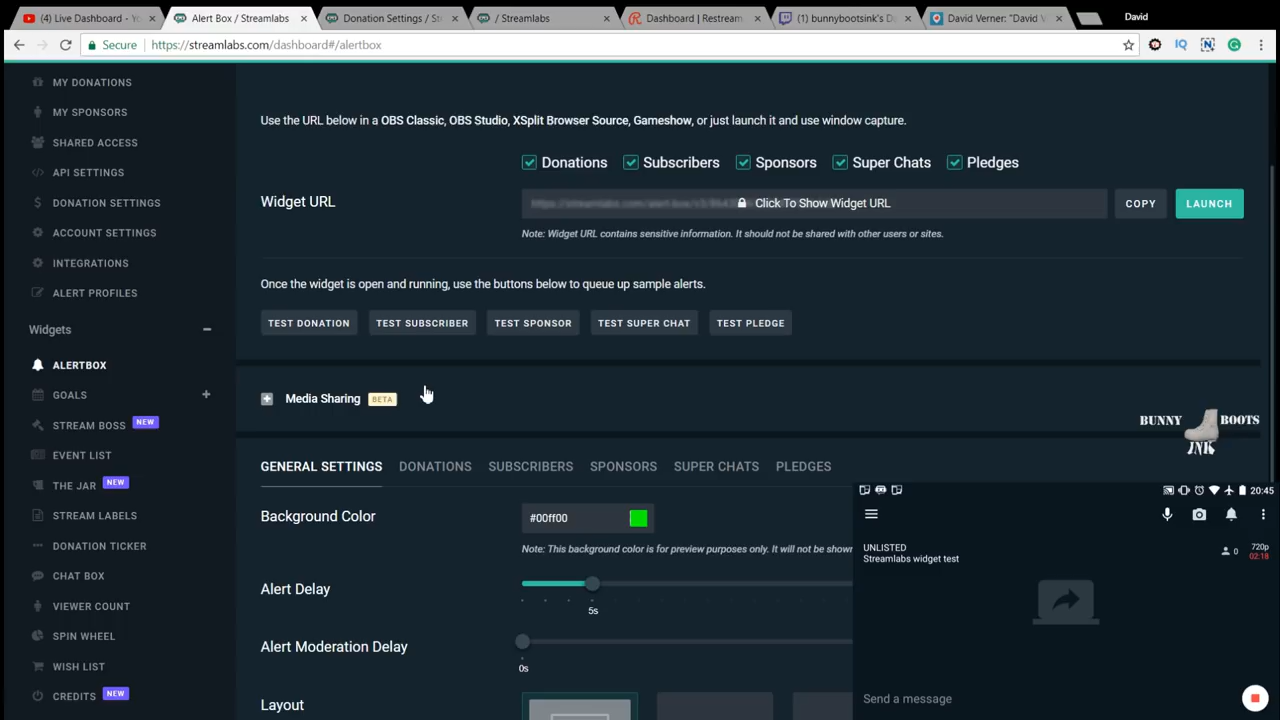 (4) Live Dashboard - Yo
Alert Box / Streamlabs
Donation Settings / St
/ Streamlabs
Dashboard | Restream
(1) bunnybootsink's Da
David Verner: "David V
David
Secure
https://streamlabs.com/dashboard#/alertbox
MY DONATIONS
MY SPONSORS
SHARED ACCESS
API SETTINGS
DONATION SETTINGS
ACCOUNT SETTINGS
INTEGRATIONS
ALERT PROFILES
Widgets
ALERTBOX
GOALS
STREAM BOSS NEW
EVENT LIST
THE JAR NEW
STREAM LABELS
DONATION TICKER
CHAT BOX
VIEWER COUNT
SPIN WHEEL
WISH LIST
CREDITS NEW
Use the URL below in a OBS Classic, OBS Studio, XSplit Browser Source, Gameshow, or just launch it and use window capture.
Donations Subscribers Sponsors Super Chats Pledges
Widget URL
Click To Show Widget URL
COPY
LAUNCH
Note: Widget URL contains sensitive information. It should not be shared with other users or sites.
Once the widget is open and running, use the buttons below to queue up sample alerts.
TEST DONATION TEST SUBSCRIBER TEST SPONSOR TEST SUPER CHAT TEST PLEDGE
Media Sharing BETA
BUNNY BOOTS
INK
GENERAL SETTINGS DONATIONS SUBSCRIBERS SPONSORS SUPER CHATS PLEDGES
Background Color
#00ff00
Note: This background color is for preview purposes only. It will not be shown
Alert Delay
5s
Alert Moderation Delay
0s
Layout
20:45
UNLISTED
Streamlabs widget test
0
720p
02:18
Send a message